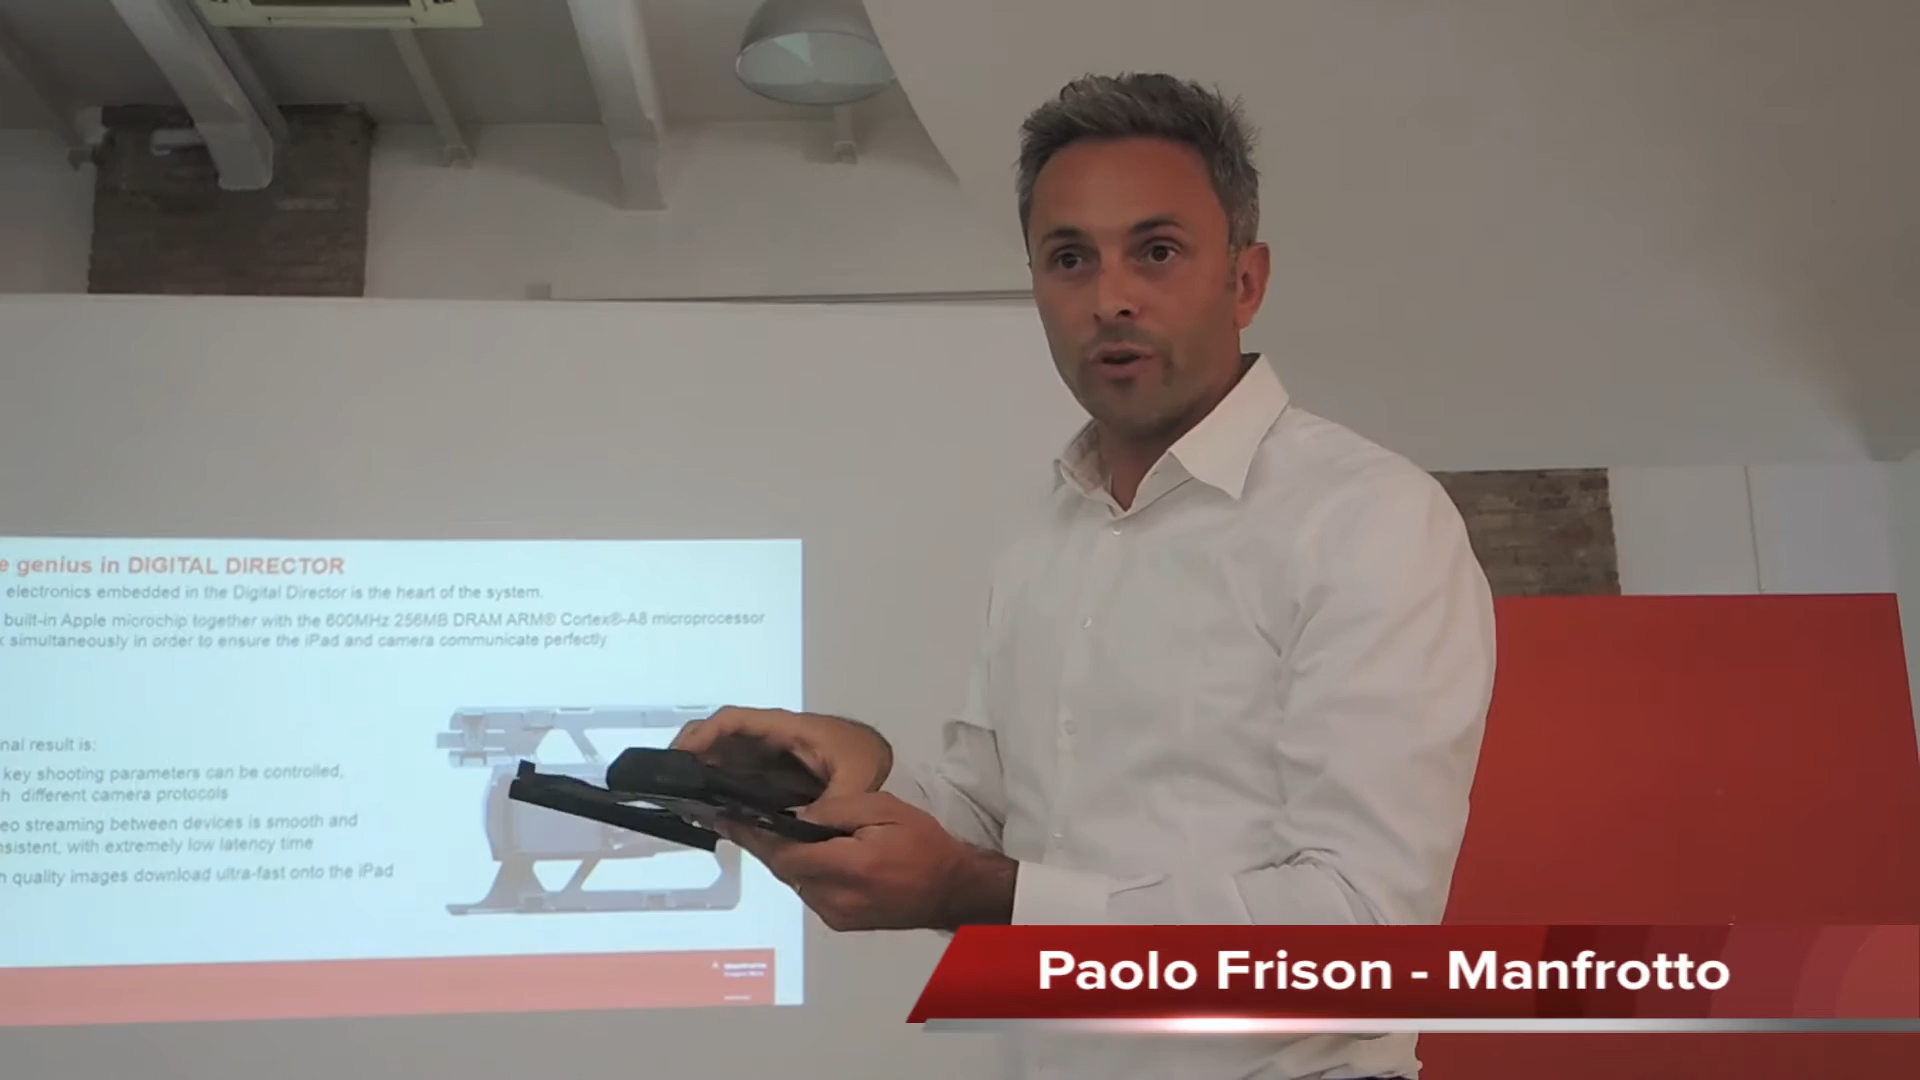 e genius in DIGITAL DIRECTOR
electronics embedded in the Digital Director is the heart of the system.
built-in Apple microchip together with the 600MHz 256MB DRAM ARM® Cortex®-A8 microprocessor
k simultaneously in order to ensure the iPad and camera communicate perfectly
nal result is:
key shooting parameters can be controlled,
h different camera protocols
eo streaming between devices is smooth and
nsistent, with extremely low latency time
h quality images download ultra-fast onto the iPad
Manfrotto
Paolo Frison - Manfrotto